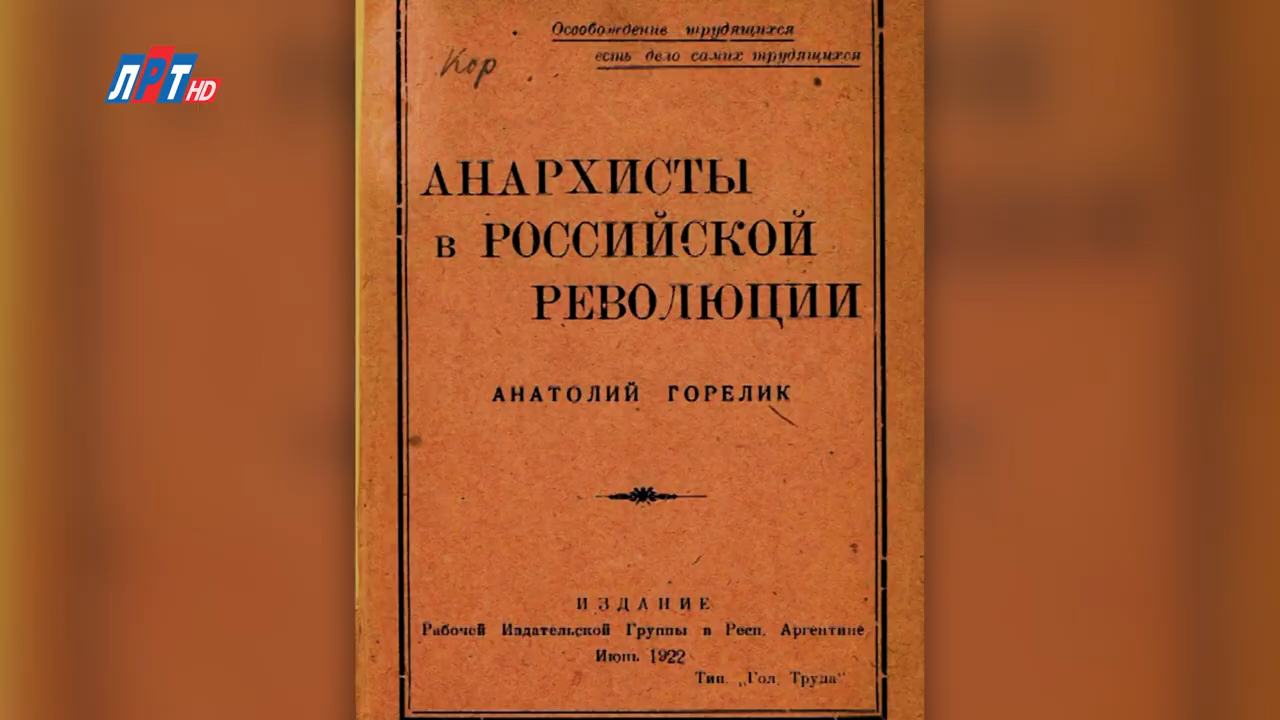 ЛРТ HD
Освобождение трудящихся
есть дело самих трудящихся
Кор
АНАРХИСТЫ
в РОССИЙСКОЙ
РЕВОЛЮЦИИ
АНАТОЛИЙ ГОРЕЛИК
ИЗДАНИЕ
Рабочей Издательской Группы в Респ. Аргентине
Июнь 1922
Тип. „Гол. Труда“